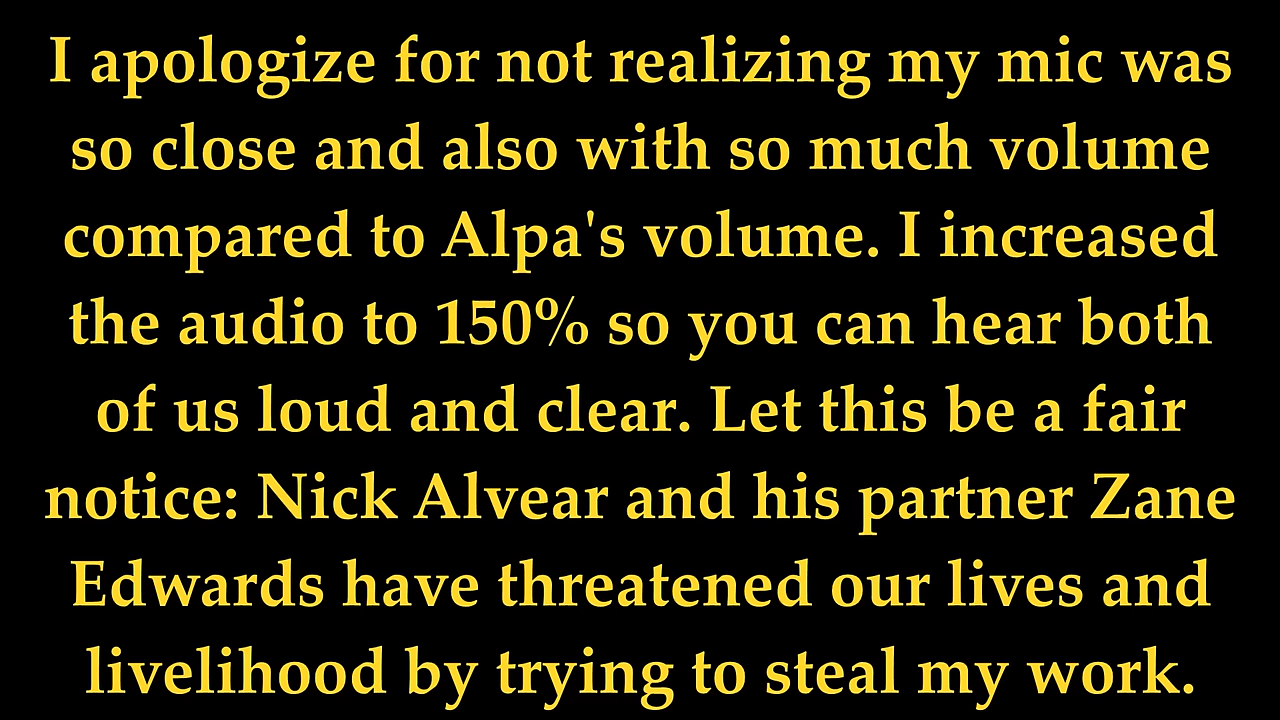 I apologize for not realizing my mic was
so close and also with so much volume
compared to Alpa's volume. I increased
the audio to 150% so you can hear both
of us loud and clear. Let this be a fair
notice: Nick Alvear and his partner Zane
Edwards have threatened our lives and
livelihood by trying to steal my work.